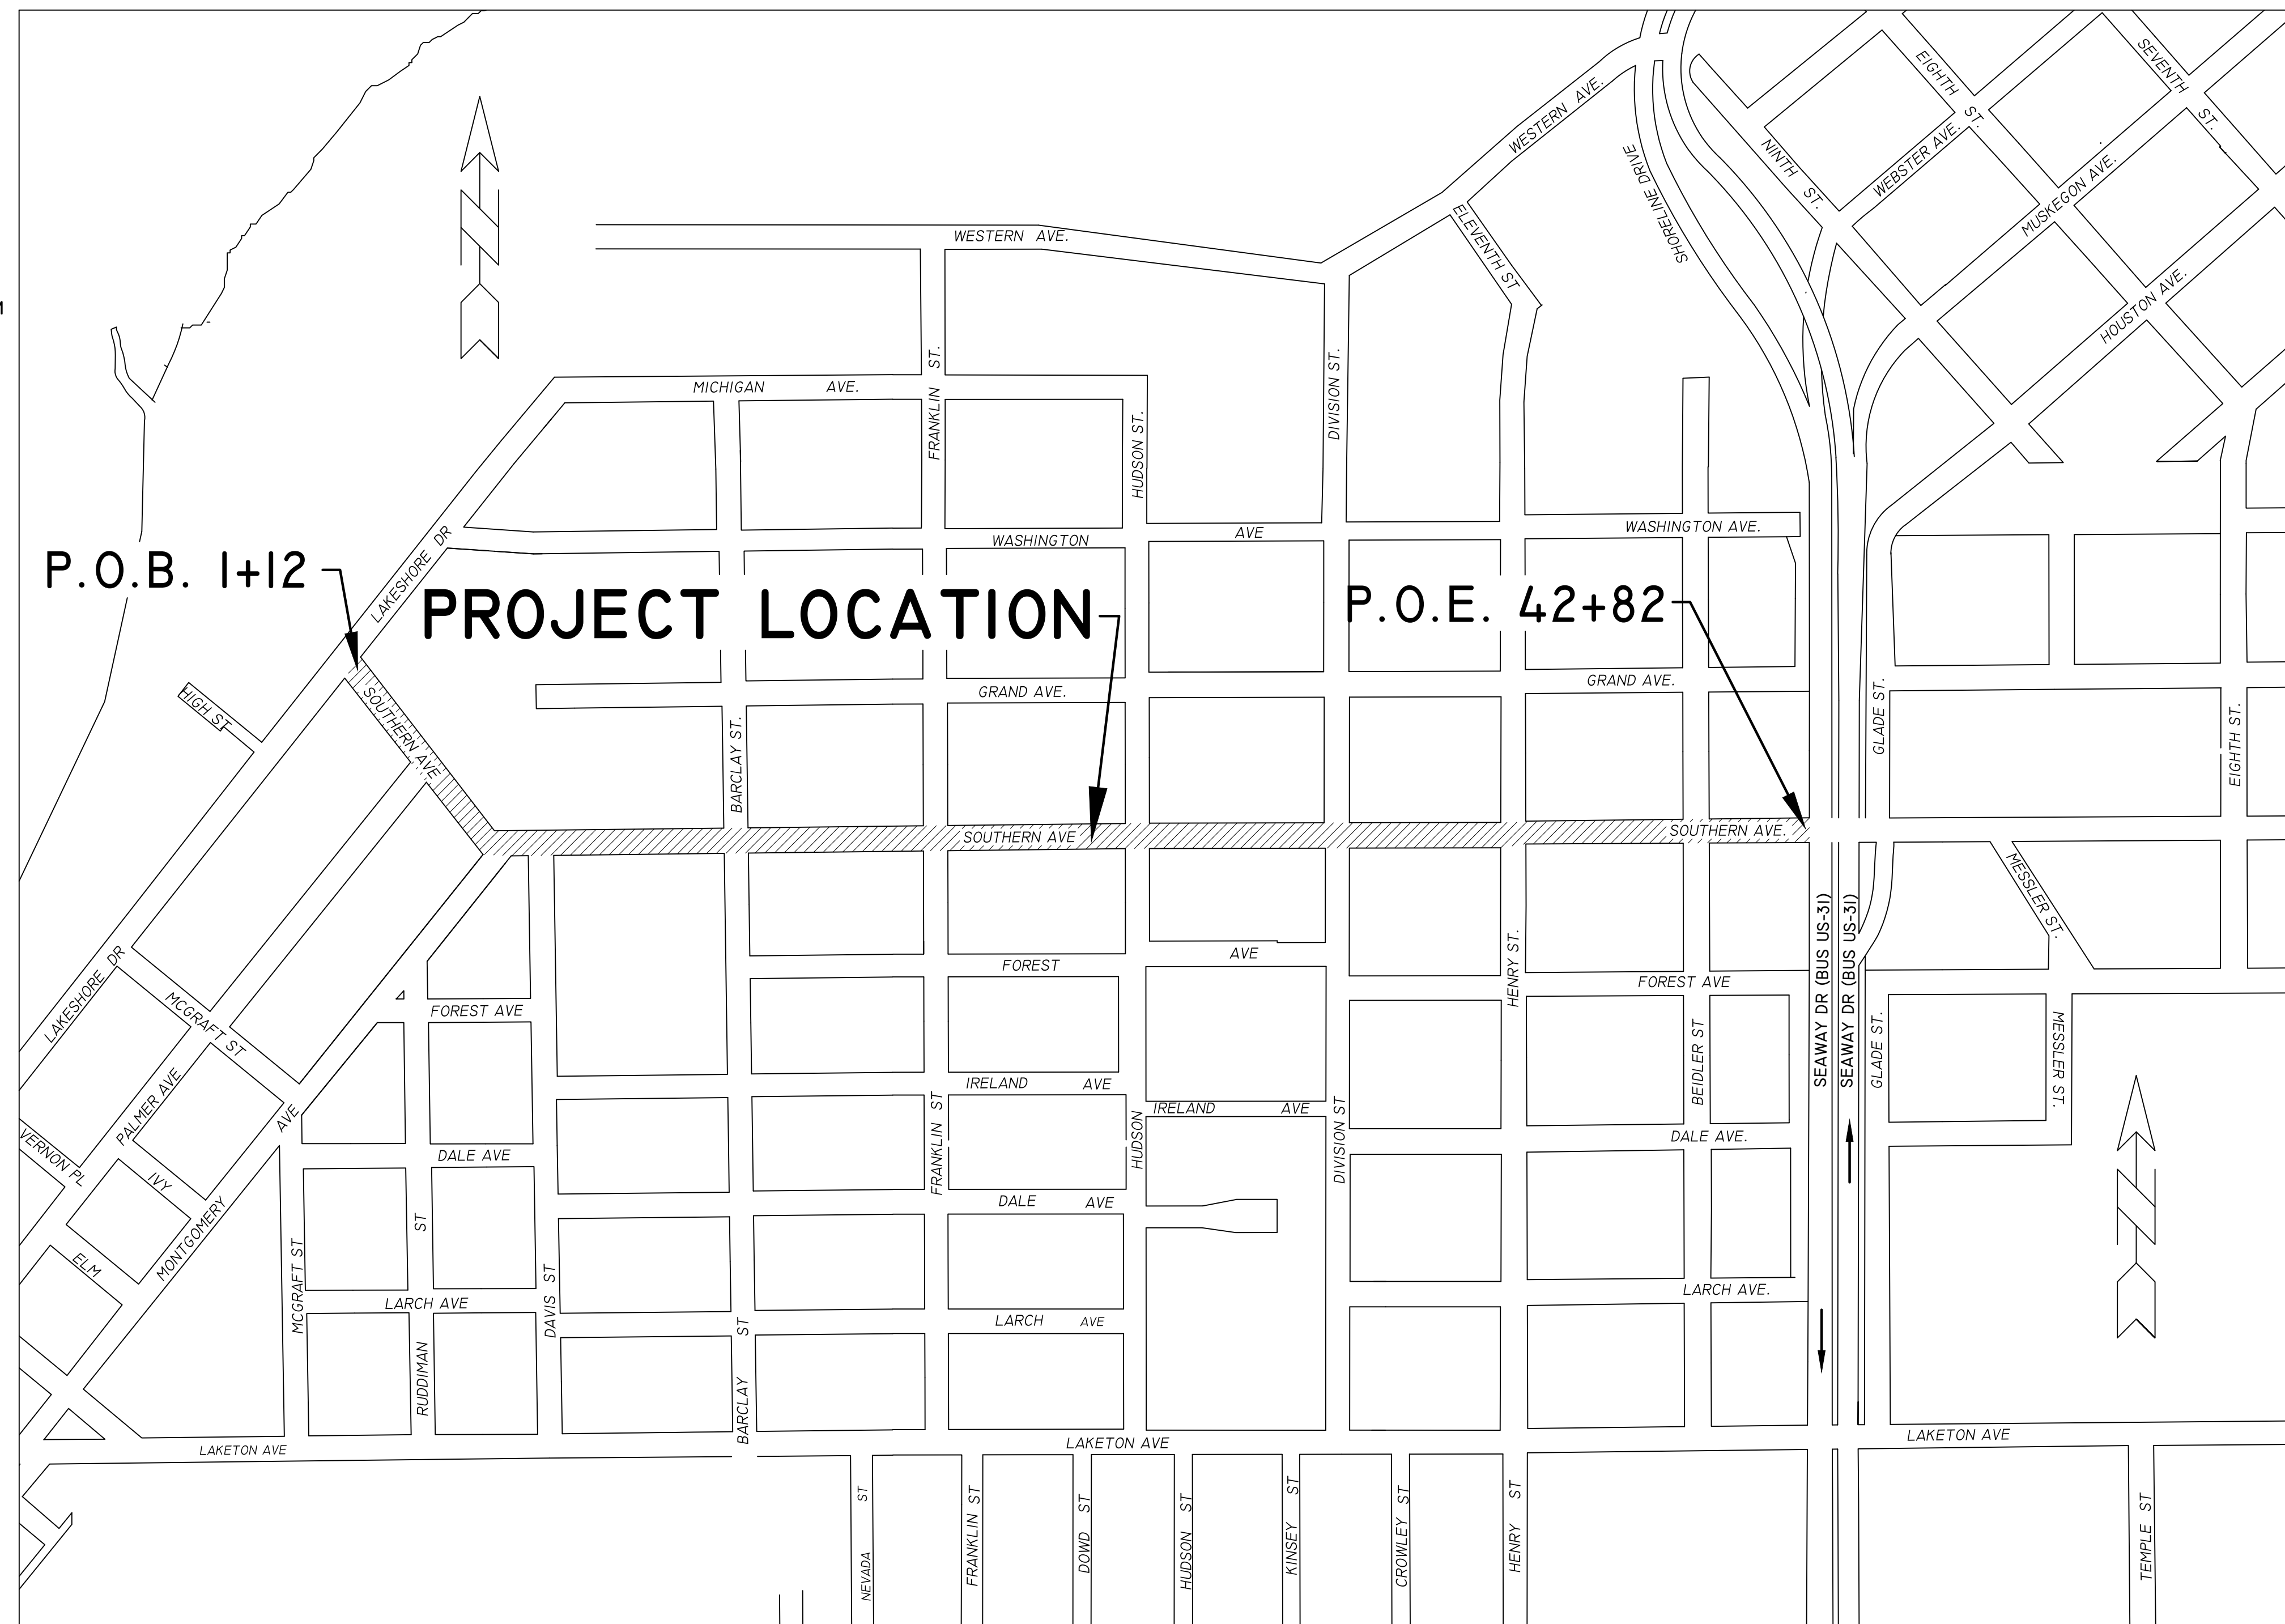 EIGHTH ST.
SEVENTH ST.
WESTERN AVE.
NINTH ST.
WEBSTER AVE.
MUSKEGON AVE.
SHORELINE DRIVE
ELEVENTH ST
WESTERN AVE.
HOUSTON AVE.
MICHIGAN AVE.
FRANKLIN ST.
HUDSON ST.
DIVISION ST.
WASHINGTON AVE
WASHINGTON AVE.
LAKESHORE DR
P.O.B. 1+12
PROJECT LOCATION
P.O.E. 42+82
HIGH ST
SOUTHERN AVE
GRAND AVE.
GRAND AVE.
BARCLAY ST.
GLADE ST.
EIGHTH ST.
SOUTHERN AVE
SOUTHERN AVE.
MESSLER ST.
LAKESHORE DR
MCGRAFT ST
FOREST AVE
FOREST AVE
HENRY ST.
FOREST AVE
SEAWAY DR (BUS US-31)
SEAWAY DR (BUS US-31)
BEIDLER ST
GLADE ST.
MESSLER ST.
PALMER AVE
IRELAND AVE
IRELAND AVE
VERNON PL
IVY
MONTGOMERY AVE
DALE AVE
FRANKLIN ST
HUDSON
DIVISION ST
DALE AVE.
DALE AVE
ELM
MCGRAFT ST
RUDDIMAN ST
DAVIS ST
LARCH AVE
BARCLAY ST
LARCH AVE
LARCH AVE.
LAKETON AVE
LAKETON AVE
LAKETON AVE
NEVADA ST
FRANKLIN ST
DOWD ST
HUDSON ST
KINSEY ST
CROWLEY ST
HENRY ST
TEMPLE ST